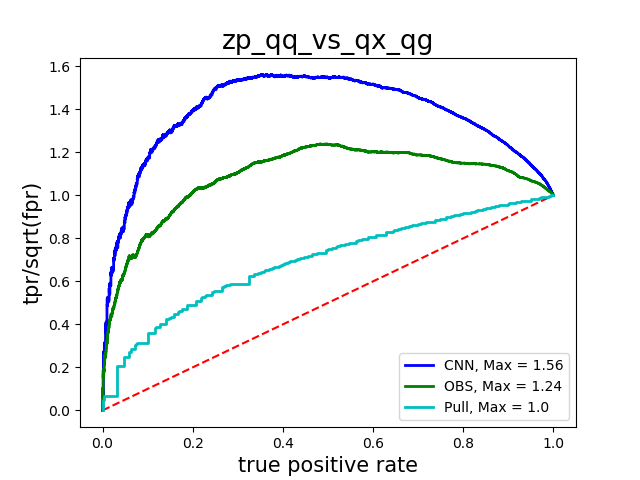 zp_qq_vs_qx_qg
tpr/sqrt(fpr)
1.6
1.4
1.2
1.0
0.8
0.6
0.4
0.2
0.0
0.0 0.2 0.4 0.6 0.8 1.0
true positive rate
CNN, Max = 1.56
OBS, Max = 1.24
Pull, Max = 1.0